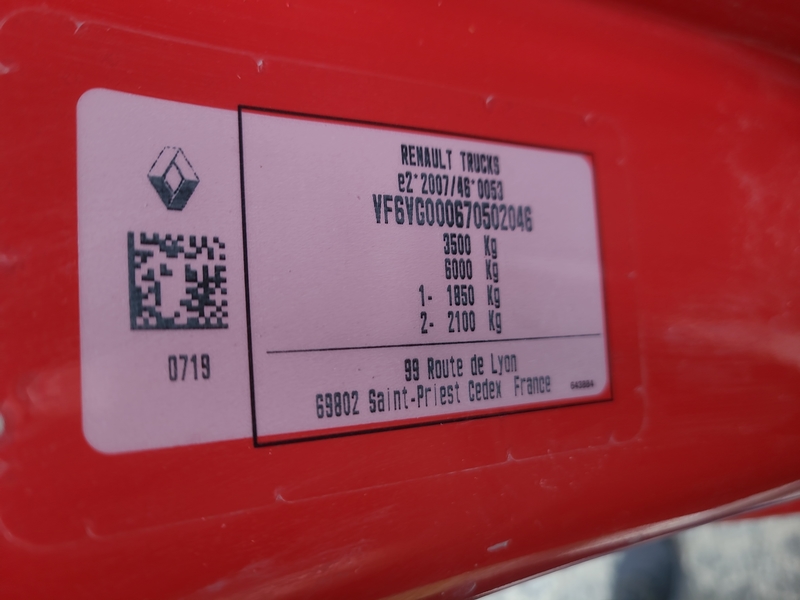 RENAULT TRUCKS
e2*2007/46*0053
VF6VG000670502046
3500 Kg
6000 Kg
1- 1850 Kg
2- 2100 Kg
0719
99 Route de Lyon
69802 Saint-Priest Cedex France